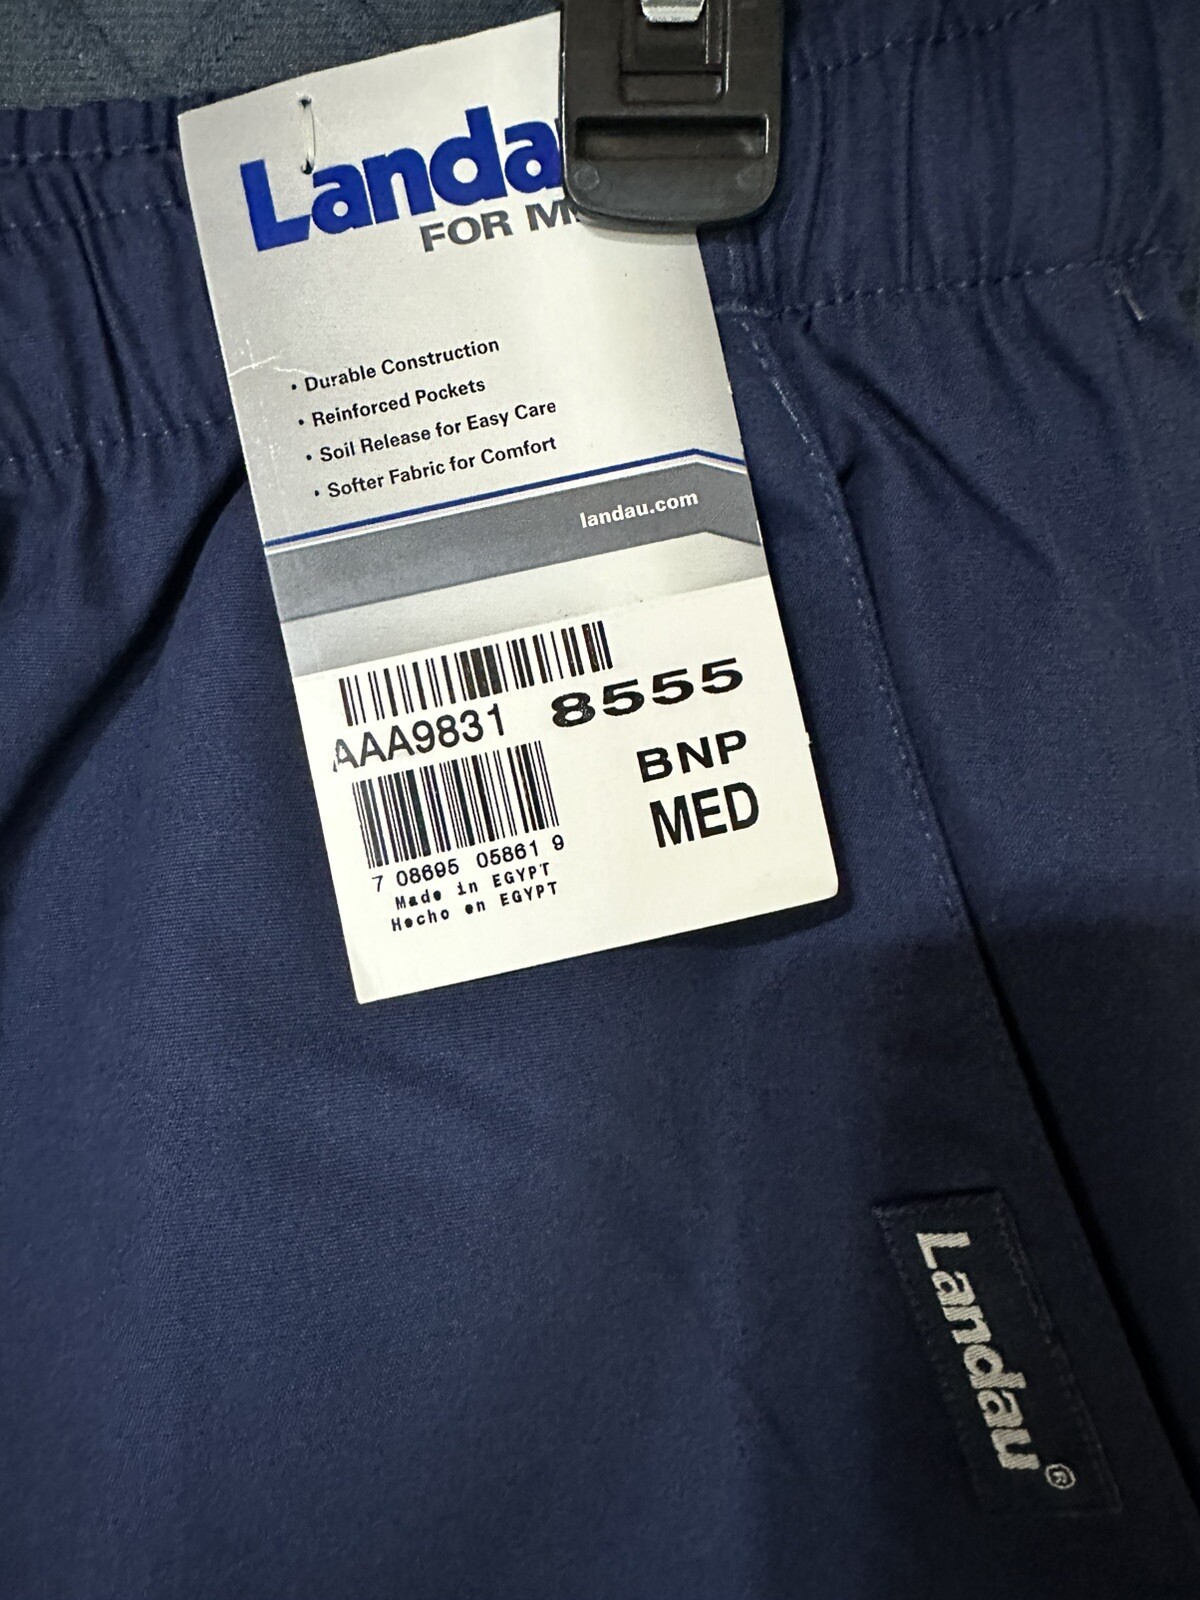 Landa
FOR M
• Durable Construction
• Reinforced Pockets
• Soil Release for Easy Care
• Softer Fabric for Comfort
landau.com
AAA9831 8555
BNP
MED
7 08695 05861 9
Made in EGYPT
Hecho en EGYPT
Landau®